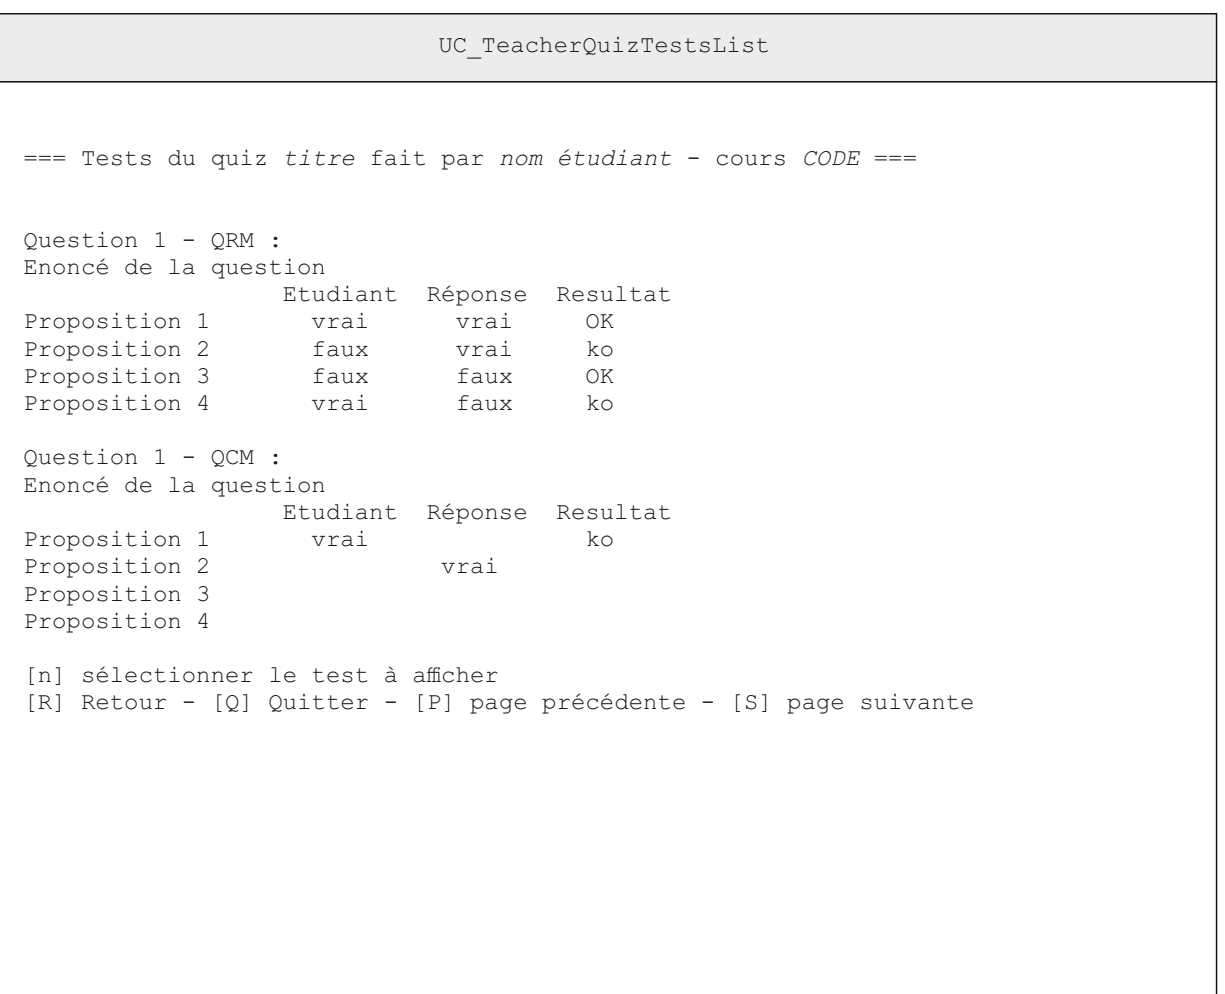 UC_TeacherQuizTestsList
=== Tests du quiz titre fait par nom étudiant - cours CODE ===
Question 1 - QRM :
Enoncé de la question
Etudiant Réponse Resultat
Proposition 1 vrai vrai OK
Proposition 2 faux vrai ko
Proposition 3 faux faux OK
Proposition 4 vrai faux ko
Question 1 - QCM :
Enoncé de la question
Etudiant Réponse Resultat
Proposition 1 vrai ko
Proposition 2 vrai
Proposition 3
Proposition 4
[n] sélectionner le test à afficher
[R] Retour - [Q] Quitter - [P] page précédente - [S] page suivante